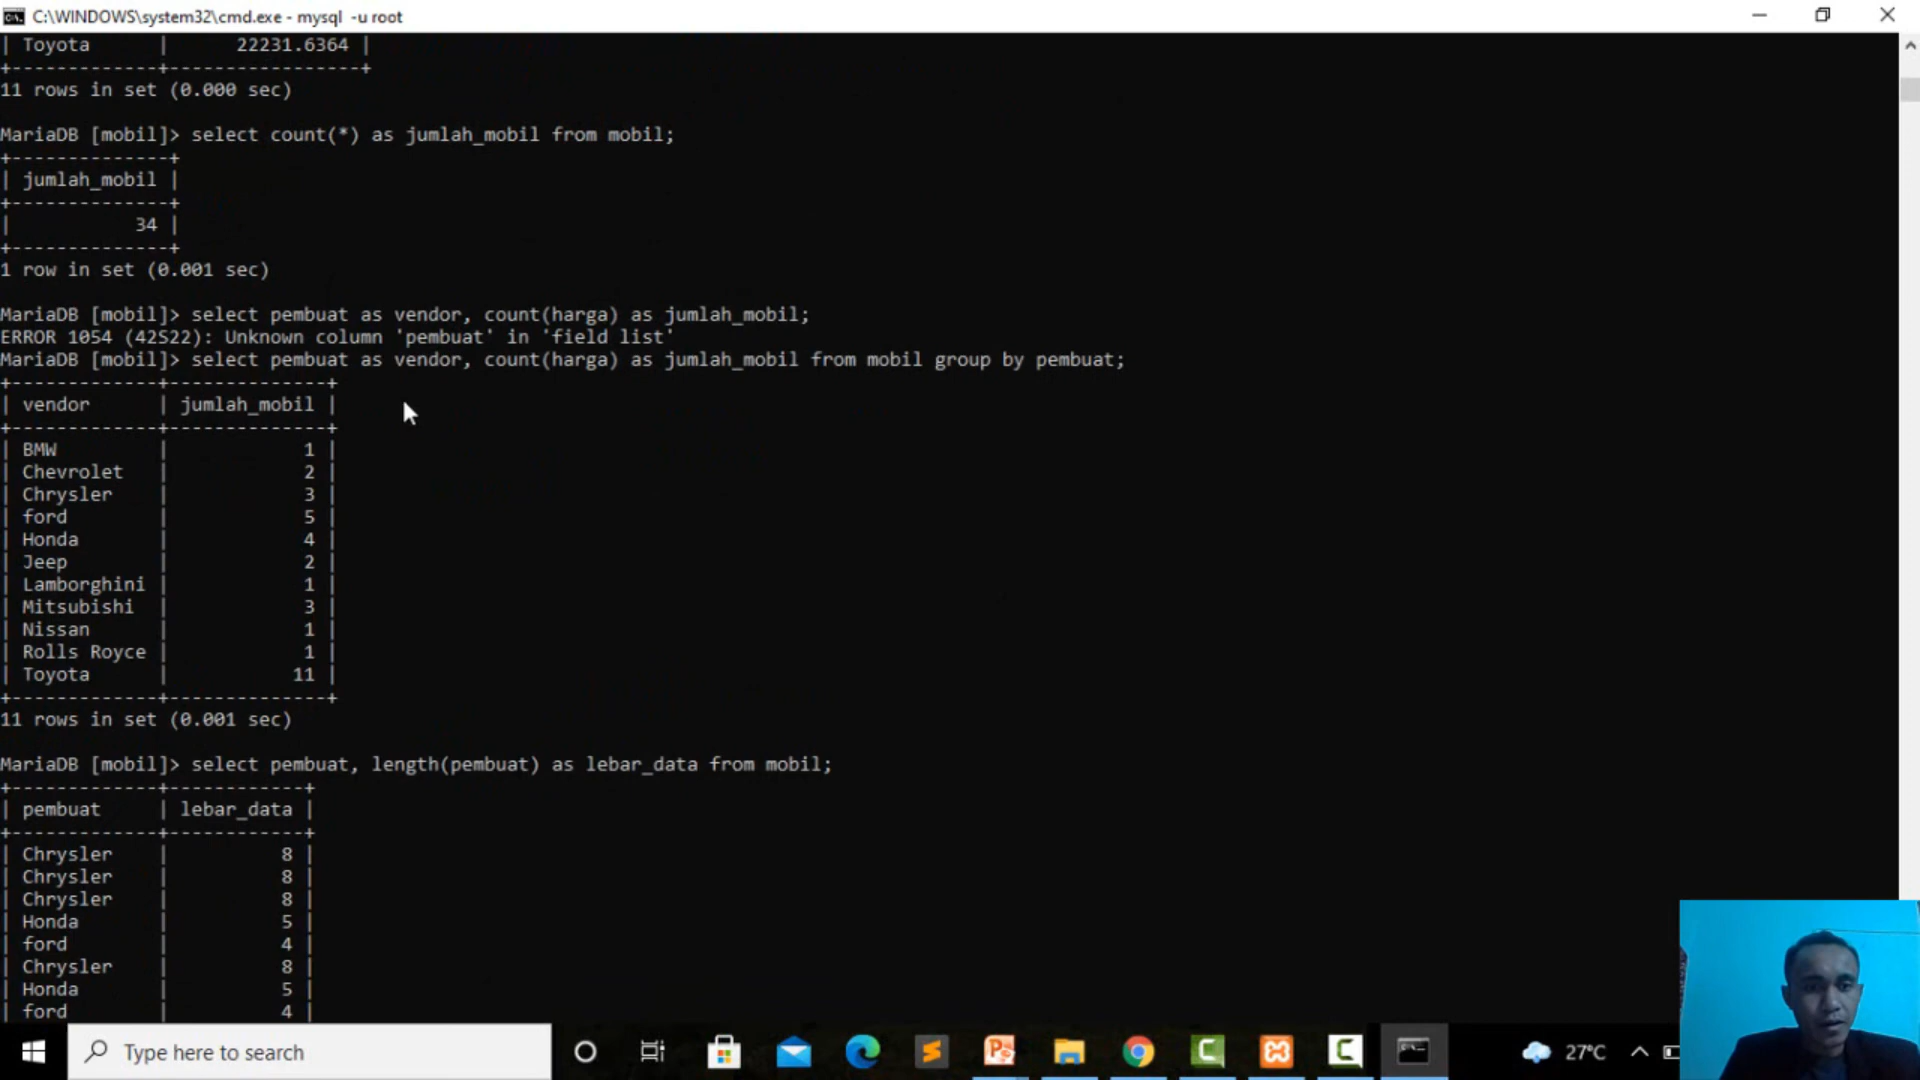 C:\WINDOWS\system32\cmd.exe - mysql -u root
| Toyota | 22231.6364 |
+-------------+-----------------+
11 rows in set (0.000 sec)
MariaDB [mobil]> select count(*) as jumlah_mobil from mobil;
+--------------+
| jumlah_mobil |
+--------------+
| 34 |
+--------------+
1 row in set (0.001 sec)
MariaDB [mobil]> select pembuat as vendor, count(harga) as jumlah_mobil;
ERROR 1054 (42S22): Unknown column 'pembuat' in 'field list'
MariaDB [mobil]> select pembuat as vendor, count(harga) as jumlah_mobil from mobil group by pembuat;
+-------------+--------------+
| vendor | jumlah_mobil |
+-------------+--------------+
| BMW | 1 |
| Chevrolet | 2 |
| Chrysler | 3 |
| ford | 5 |
| Honda | 4 |
| Jeep | 2 |
| Lamborghini | 1 |
| Mitsubishi | 3 |
| Nissan | 1 |
| Rolls Royce | 1 |
| Toyota | 11 |
+-------------+--------------+
11 rows in set (0.001 sec)
MariaDB [mobil]> select pembuat, length(pembuat) as lebar_data from mobil;
+-------------+------------+
| pembuat | lebar_data |
+-------------+------------+
| Chrysler | 8 |
| Chrysler | 8 |
| Chrysler | 8 |
| Honda | 5 |
| ford | 4 |
| Chrysler | 8 |
| Honda | 5 |
| ford | 4 |
Type here to search
27°C